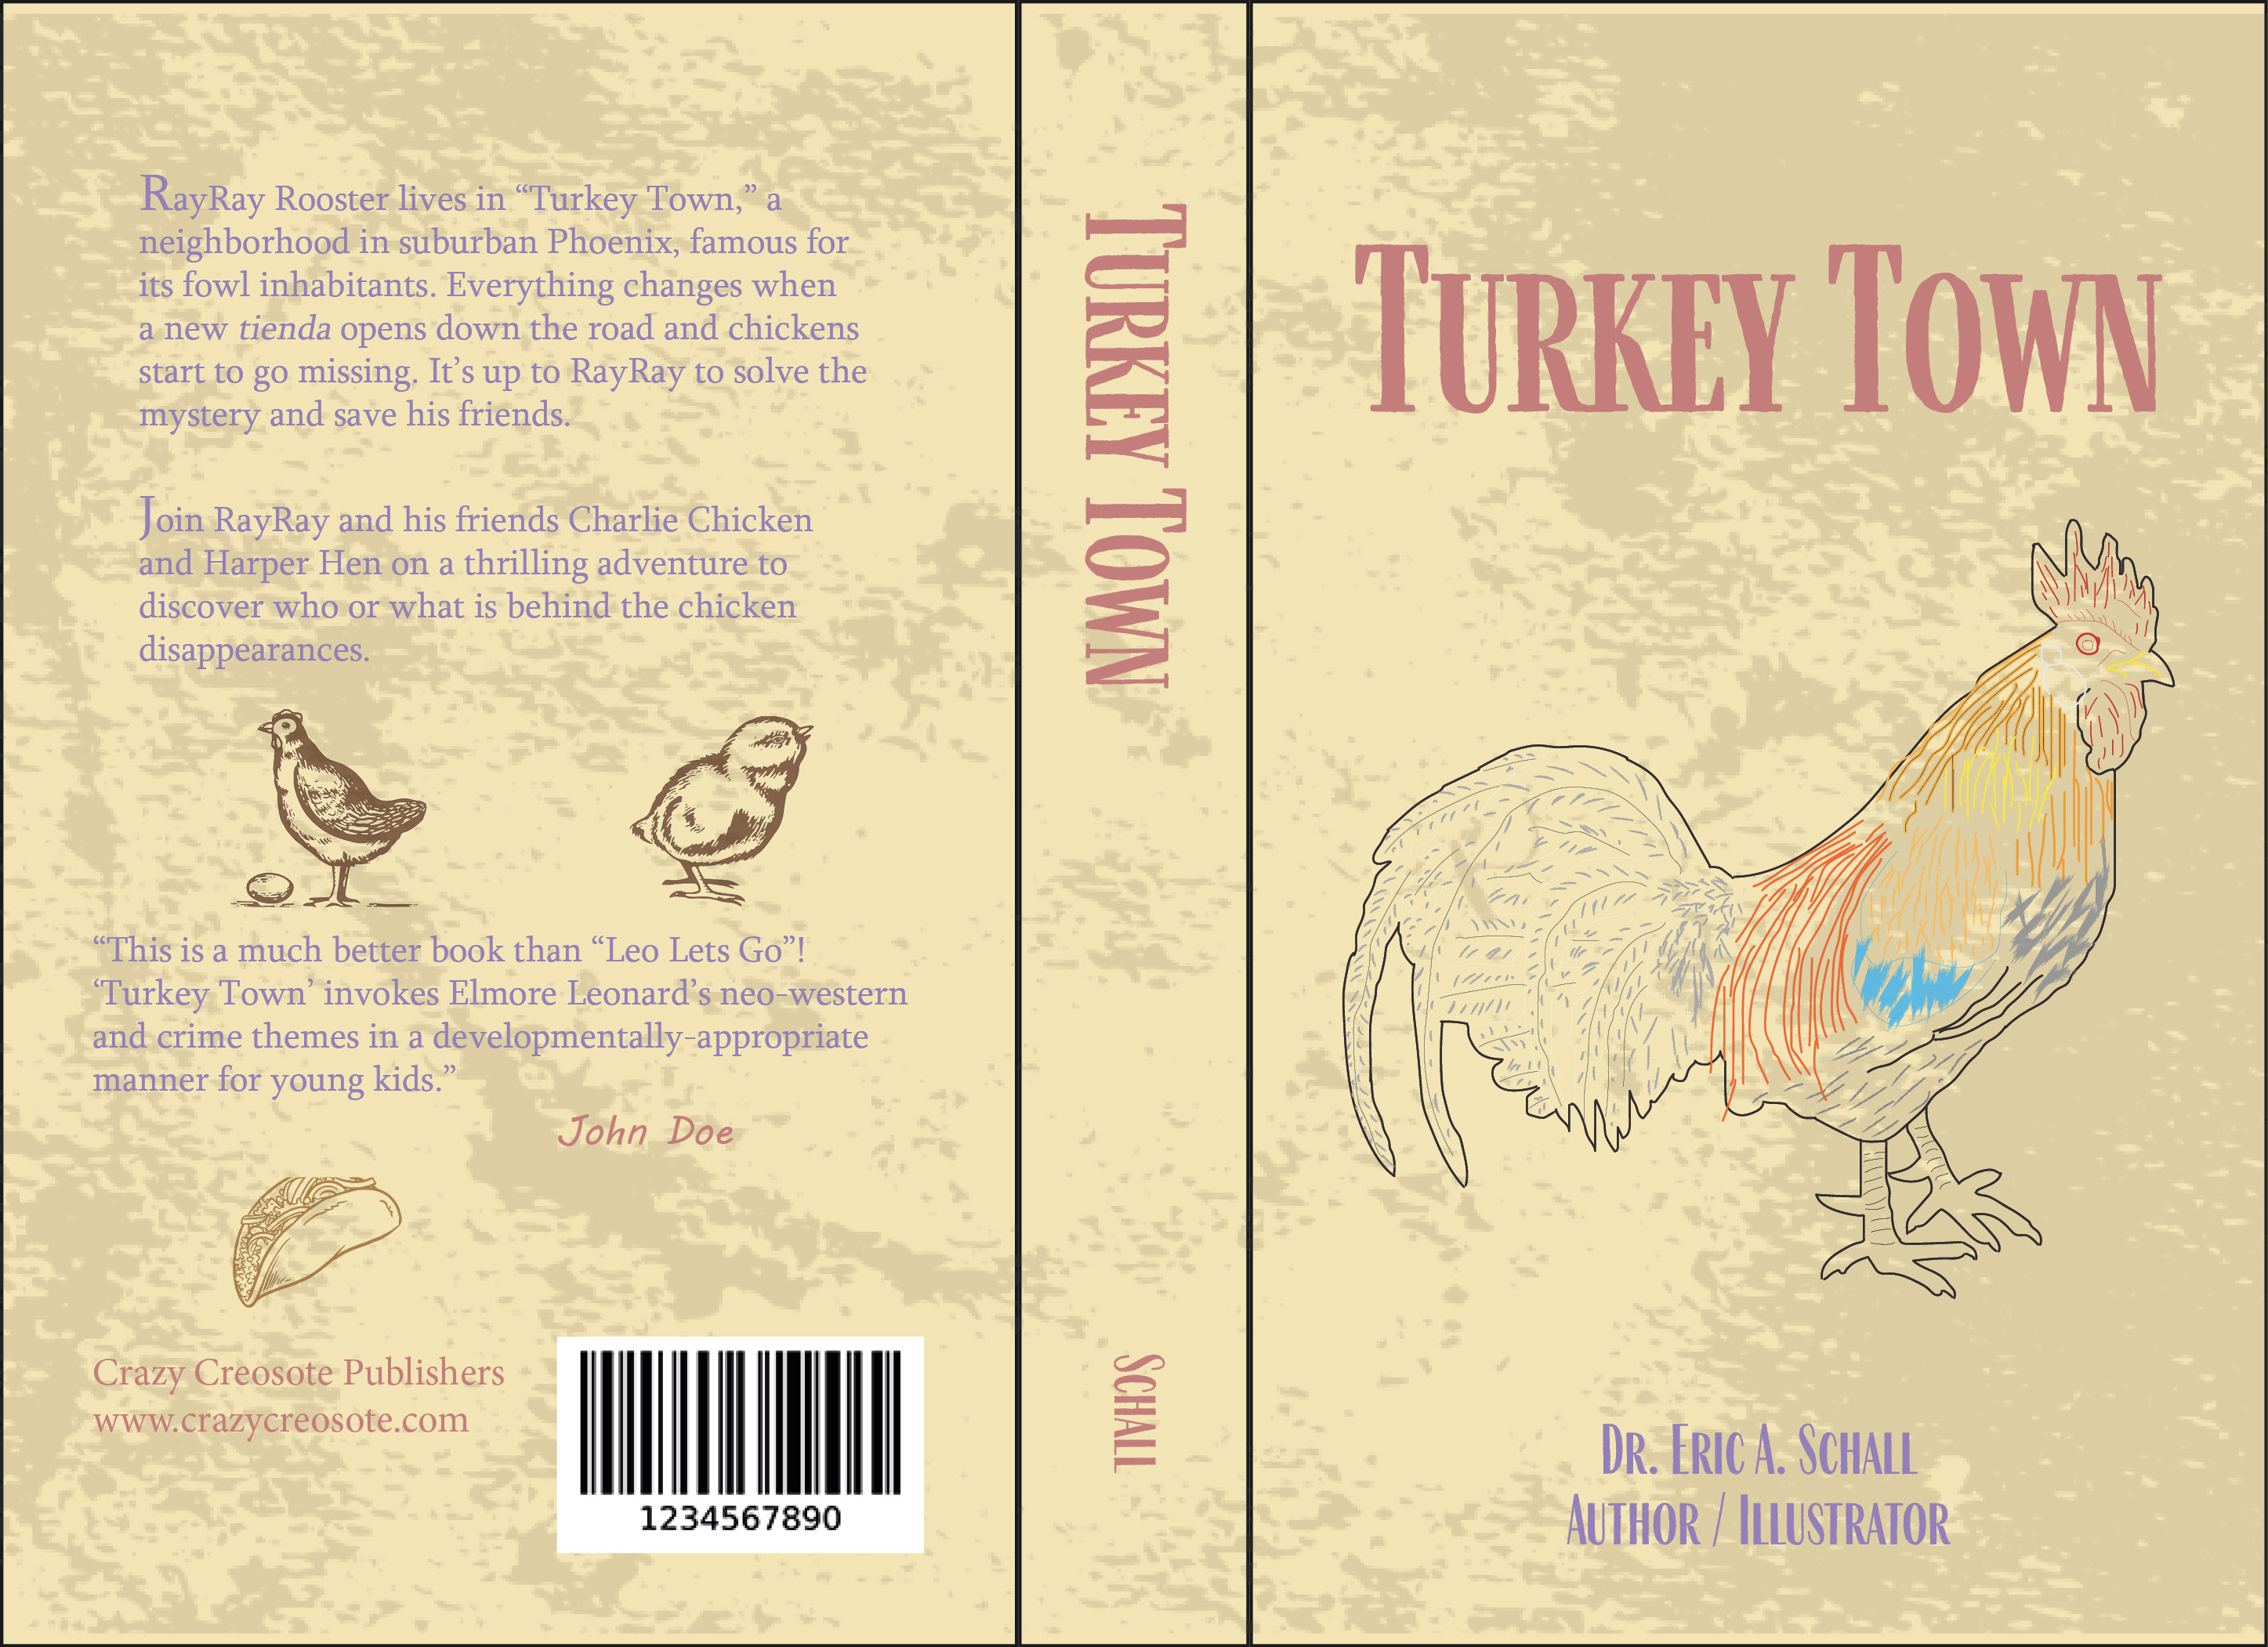 RayRay Rooster lives in “Turkey Town,” a
neighborhood in suburban Phoenix, famous for
its fowl inhabitants. Everything changes when
a new tienda opens down the road and chickens
start to go missing. It’s up to RayRay to solve the
mystery and save his friends.
Join RayRay and his friends Charlie Chicken
and Harper Hen on a thrilling adventure to
discover who or what is behind the chicken
disappearances.
“This is a much better book than “Leo Lets Go”!
‘Turkey Town’ invokes Elmore Leonard’s neo-western
and crime themes in a developmentally-appropriate
manner for young kids.”
John Doe
Crazy Creosote Publishers
www.crazycreosote.com
1234567890
TURKEY TOWN
SCHALL
TURKEY TOWN
DR. ERIC A. SCHALL
AUTHOR / ILLUSTRATOR